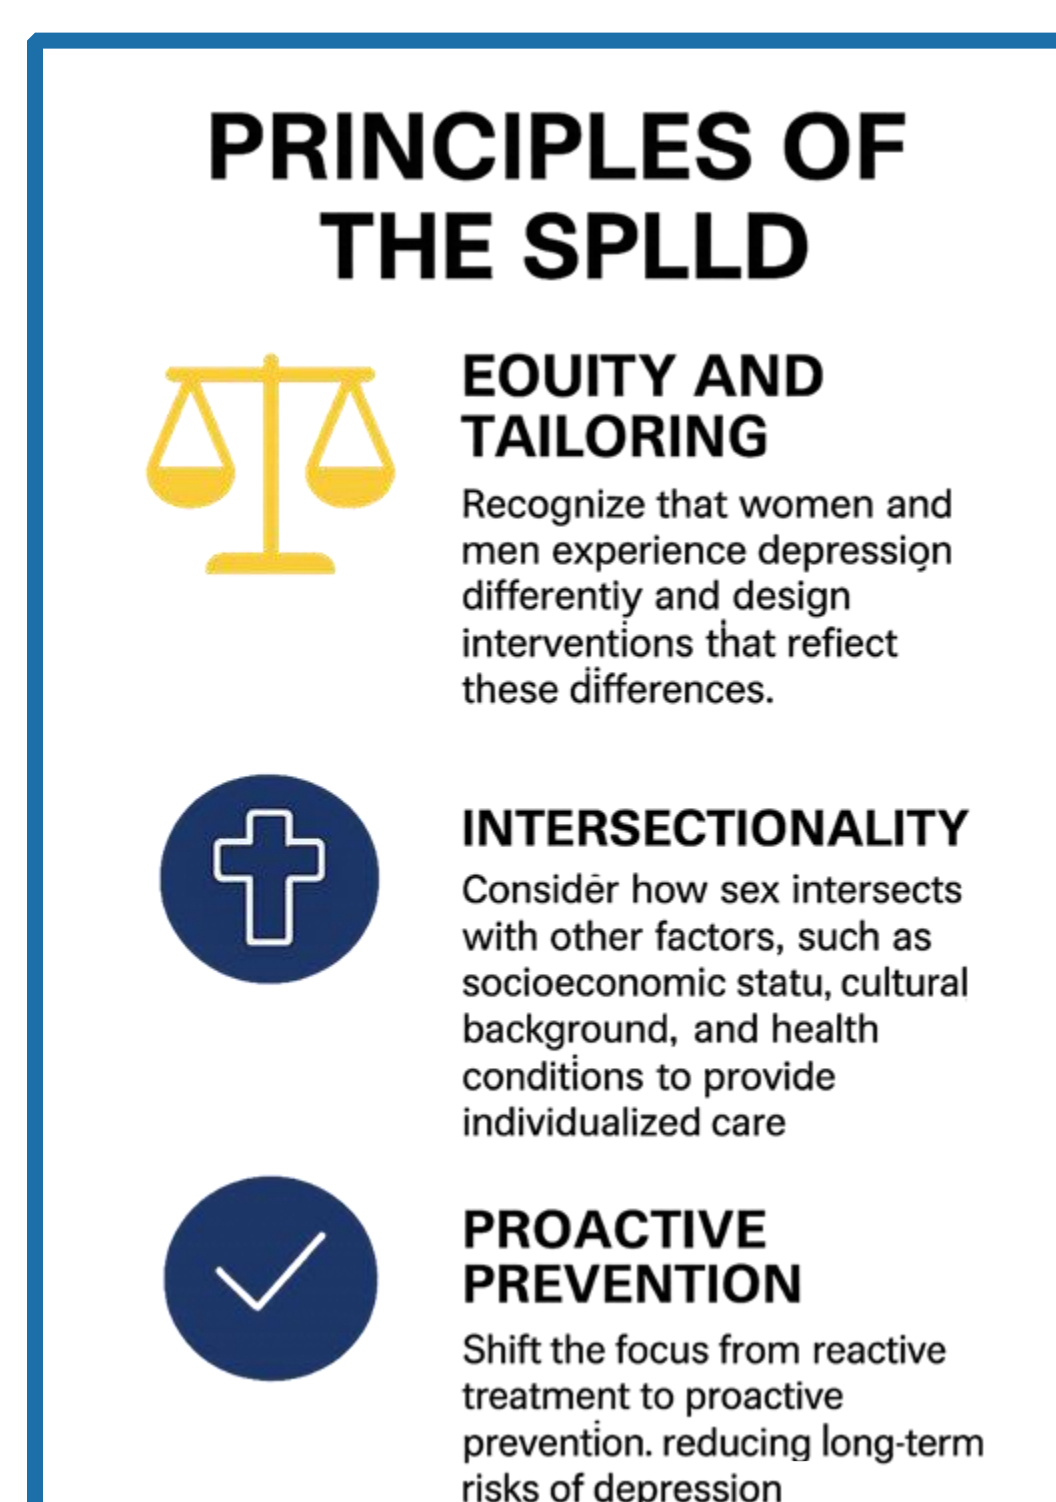 PRINCIPLES OF
THE SPLLD
EOUITY AND
TAILORING
Recognize that women and
men experience depression
differentiy and design
interventions that refiect
these differences.
INTERSECTIONALITY
Consider how sex intersects
with other factors, such as
socioeconomic statu, cultural
background, and health
conditions to provide
individualized care
PROACTIVE
PREVENTION
Shift the focus from reactive
treatment to proactive
prevention. reducing long-term
risks of depression